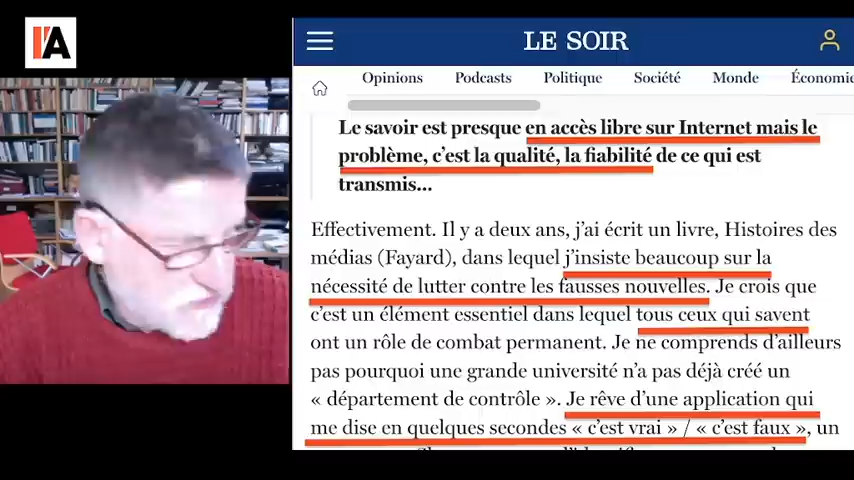 IA
LE SOIR
Opinions Podcasts Politique Société Monde Économie
Le savoir est presque en accès libre sur Internet mais le
problème, c'est la qualité, la fiabilité de ce qui est
transmis...
Effectivement. Il y a deux ans, j'ai écrit un livre, Histoires des
médias (Fayard), dans lequel j'insiste beaucoup sur la
nécessité de lutter contre les fausses nouvelles. Je crois que
c'est un élément essentiel dans lequel tous ceux qui savent
ont un rôle de combat permanent. Je ne comprends d'ailleurs
pas pourquoi une grande université n'a pas déjà créé un
« département de contrôle ». Je rêve d'une application qui
me dise en quelques secondes « c'est vrai » / « c'est faux », un